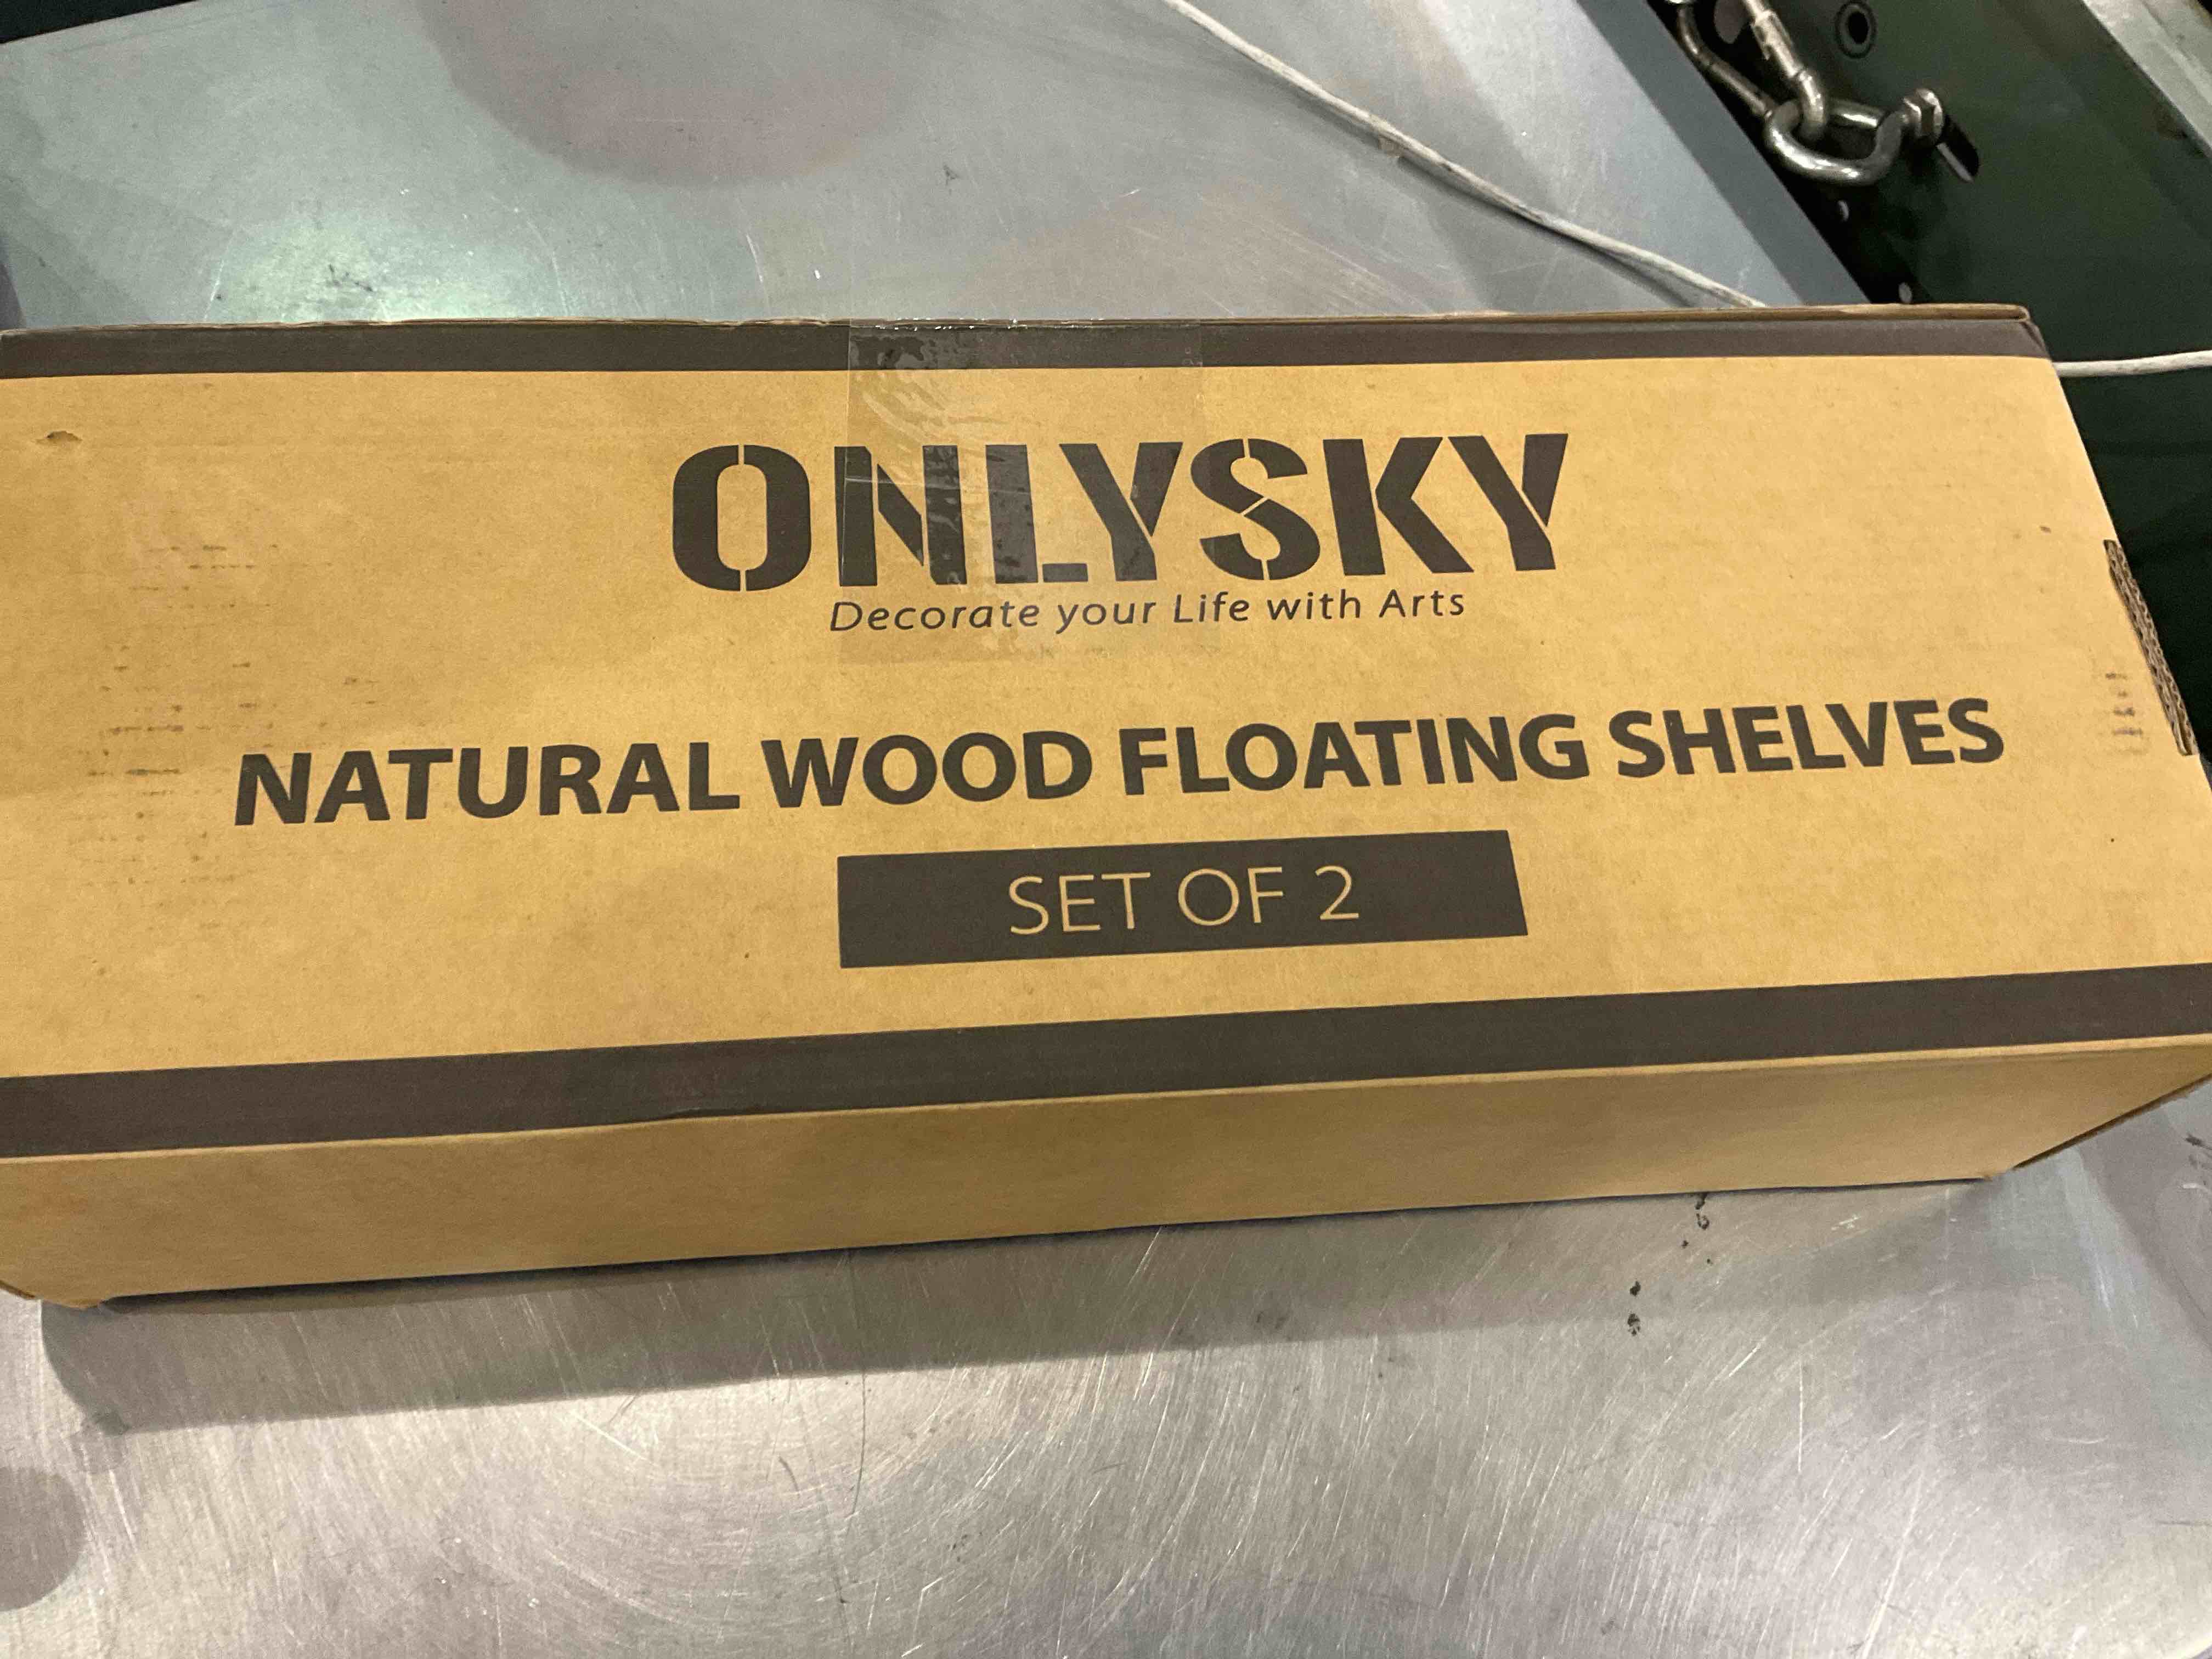 ONLYSKY
Decorate your Life with Arts
NATURAL WOOD FLOATING SHELVES
SET OF 2